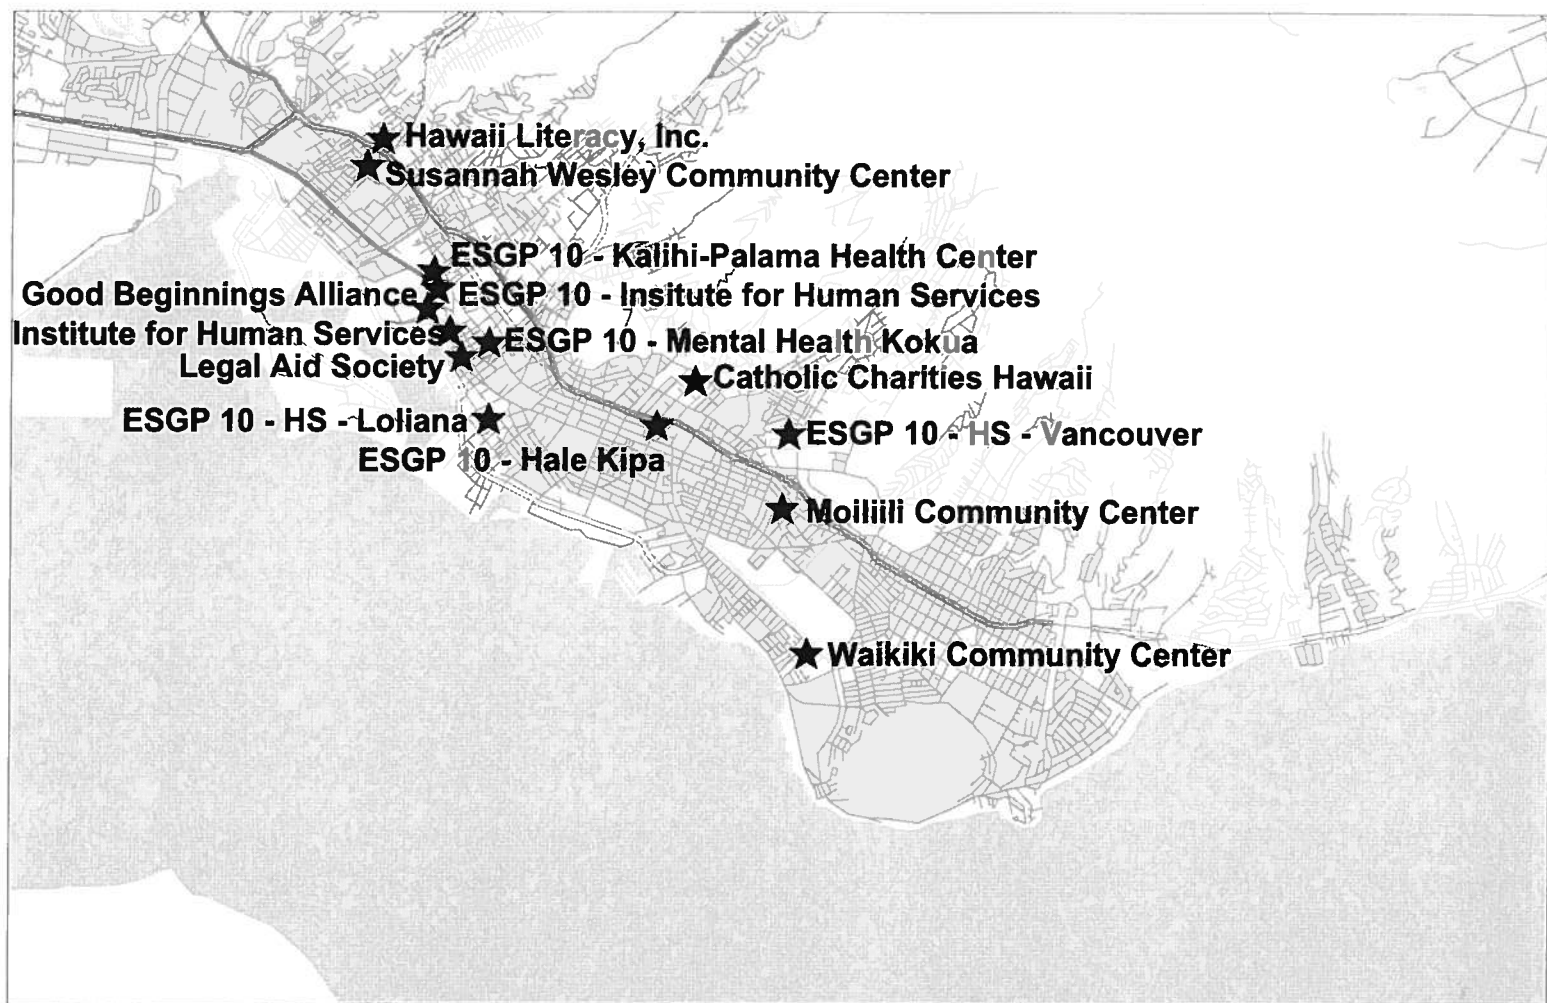 Hawaii Literacy, Inc.
Susannah Wesley Community Center
ESGP 10 - Kalihi-Palama Health Center
Good Beginnings Alliance
ESGP 10 - Insitute for Human Services
Institute for Human Services
ESGP 10 - Mental Health Kokua
Legal Aid Society
Catholic Charities Hawaii
ESGP 10 - HS - Loliana
ESGP 10 - HS - Vancouver
ESGP 10 - Hale Kipa
Moiliili Community Center
Waikiki Community Center